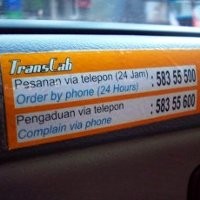 TransCab
Pesanan via telepon (24 Jam) : 583 55 500
Order by phone (24 Hours)
Pengaduan via telepon : 583 55 600
Complain via phone